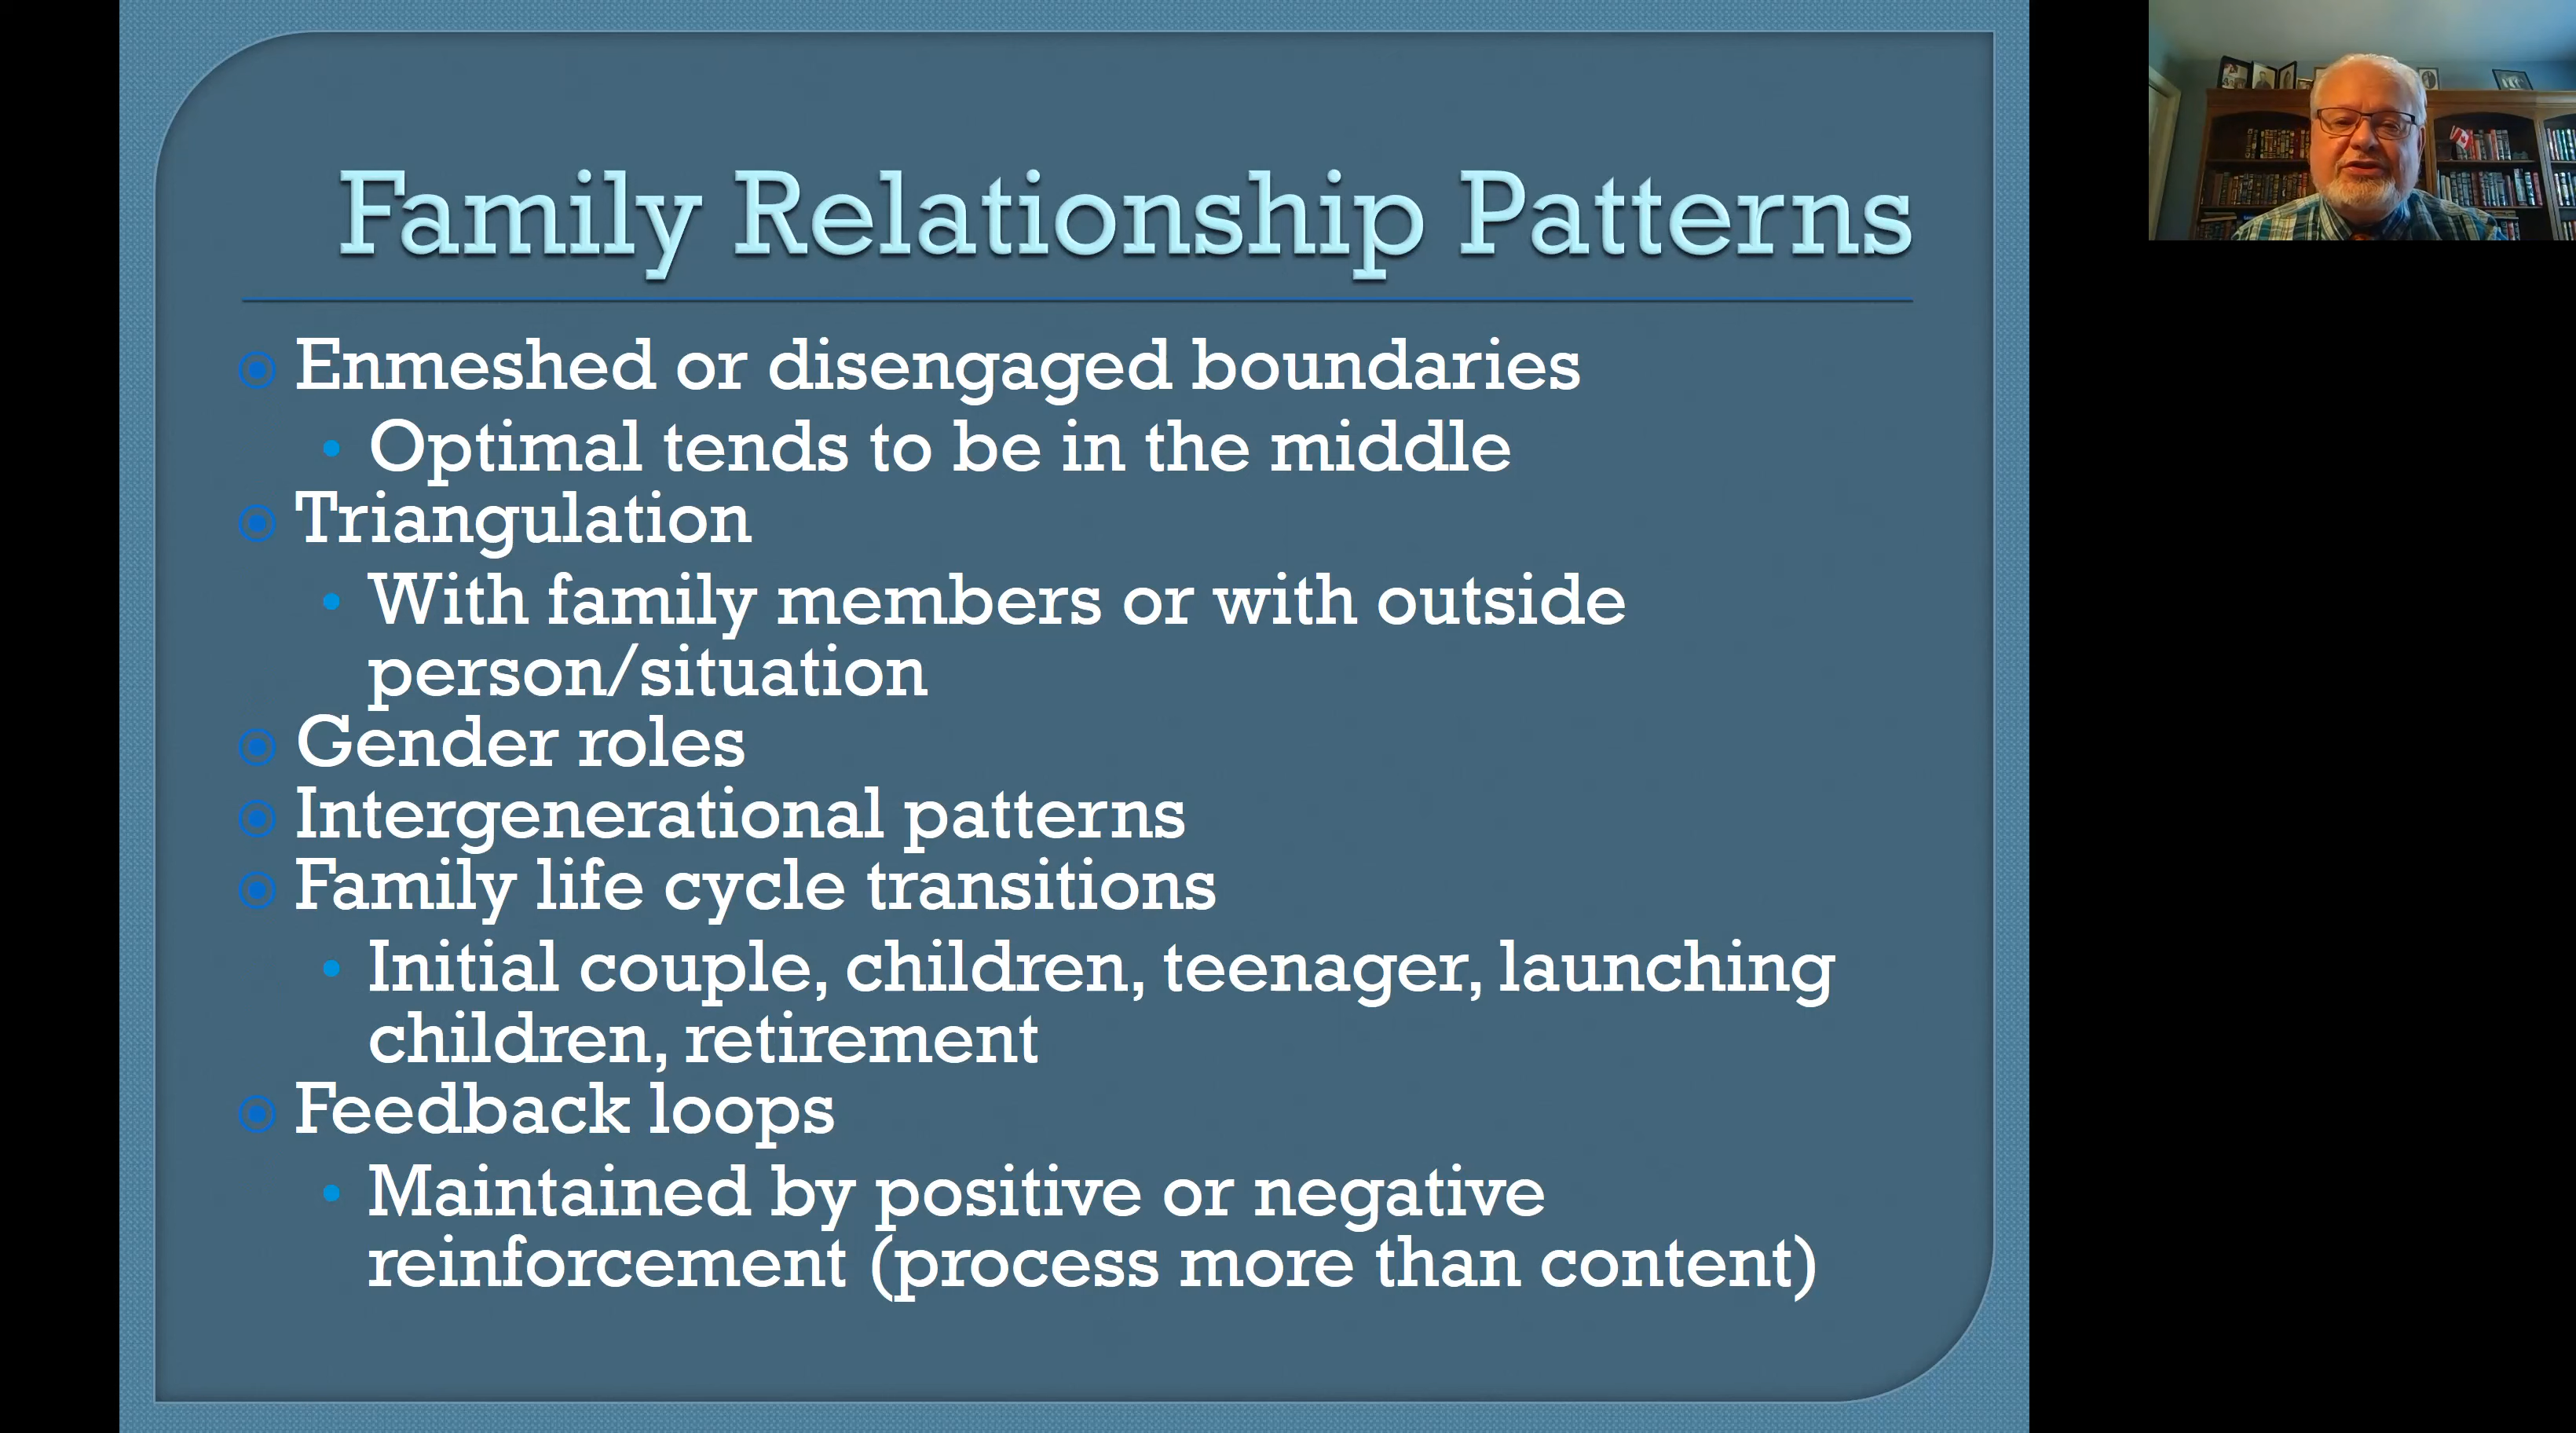 Family Relationship Patterns
Enmeshed or disengaged boundaries
Optimal tends to be in the middle
Triangulation
With family members or with outside
person/situation
Gender roles
Intergenerational patterns
Family life cycle transitions
Initial couple, children, teenager, launching
children, retirement
Feedback loops
Maintained by positive or negative
reinforcement (process more than content)